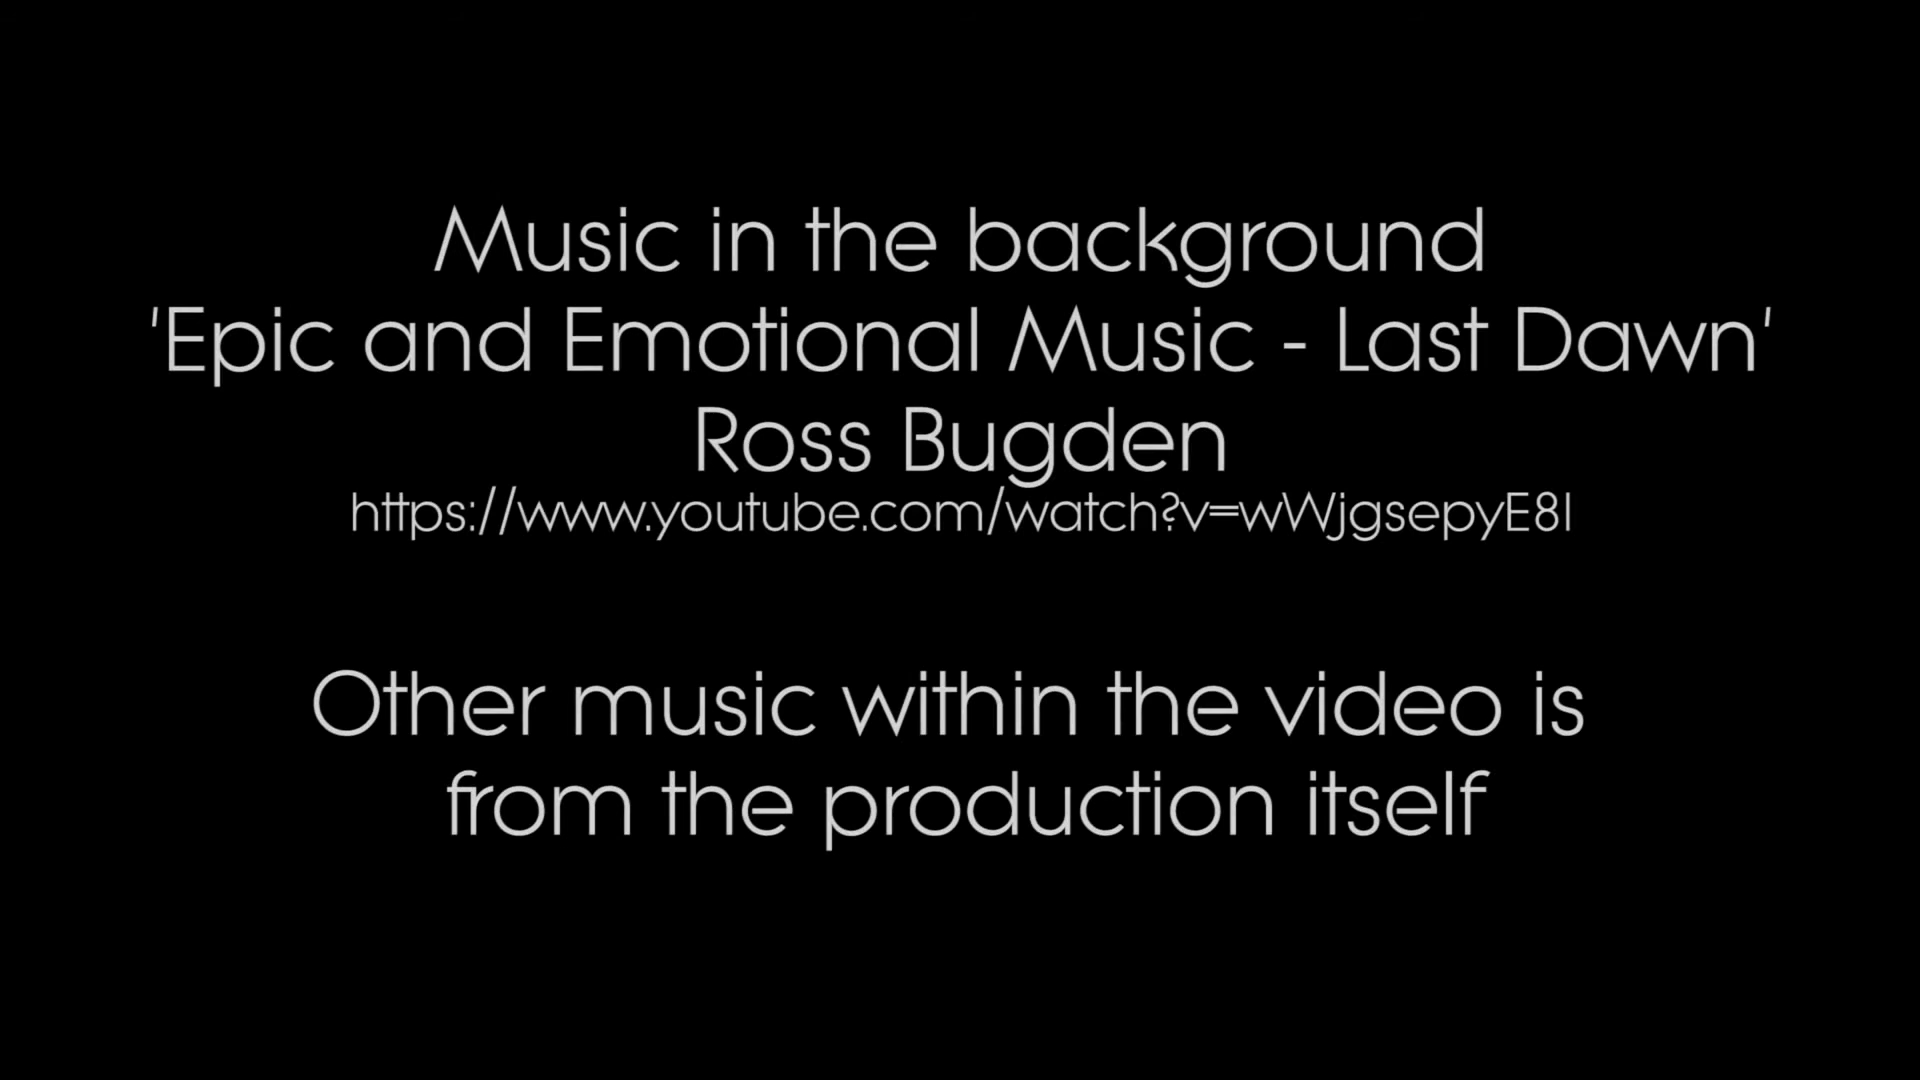 Music in the background
'Epic and Emotional Music - Last Dawn'
Ross Bugden
https://www.youtube.com/watch?v=wWjgsepyE8I
Other music within the video is
from the production itself